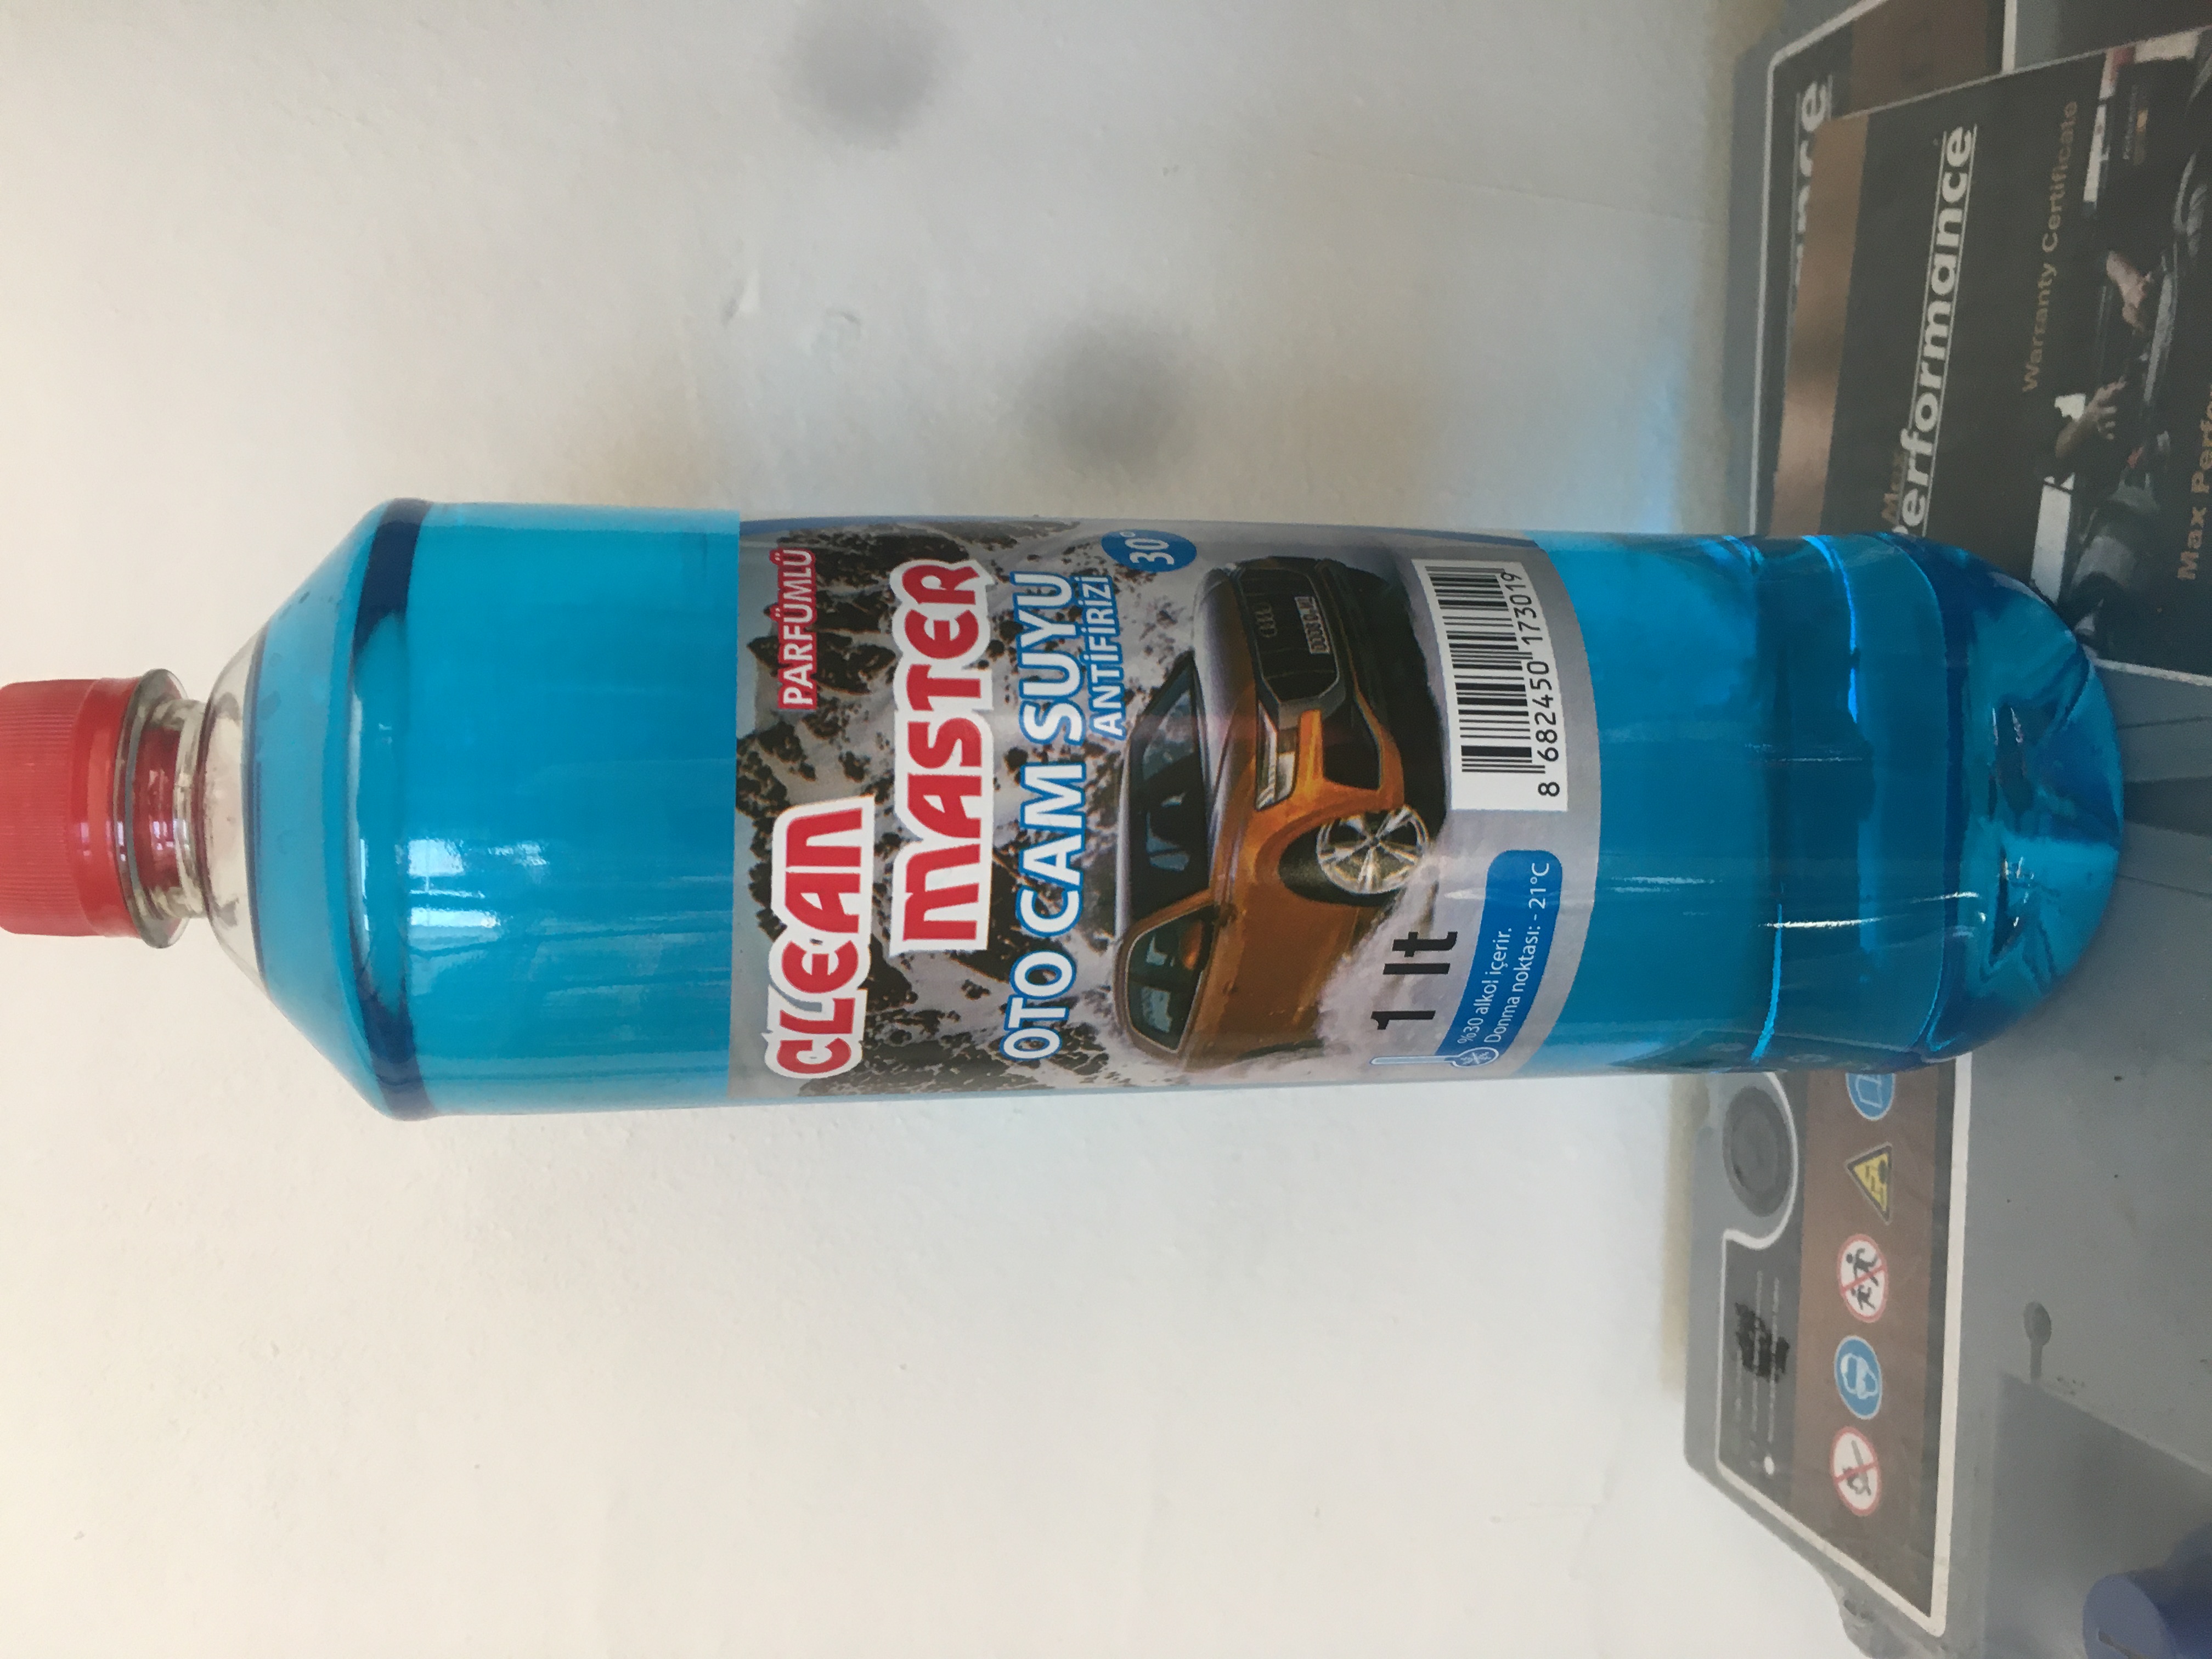 PARFÜMLÜ
CLEAN
MASTER
OTO CAM SUYU
ANTİFİRİZİ
30°
1 lt
%30 alkol içerir.
Donma noktası: - 21°C
8 682450 173019
Max
Performance
Warranty Certificate